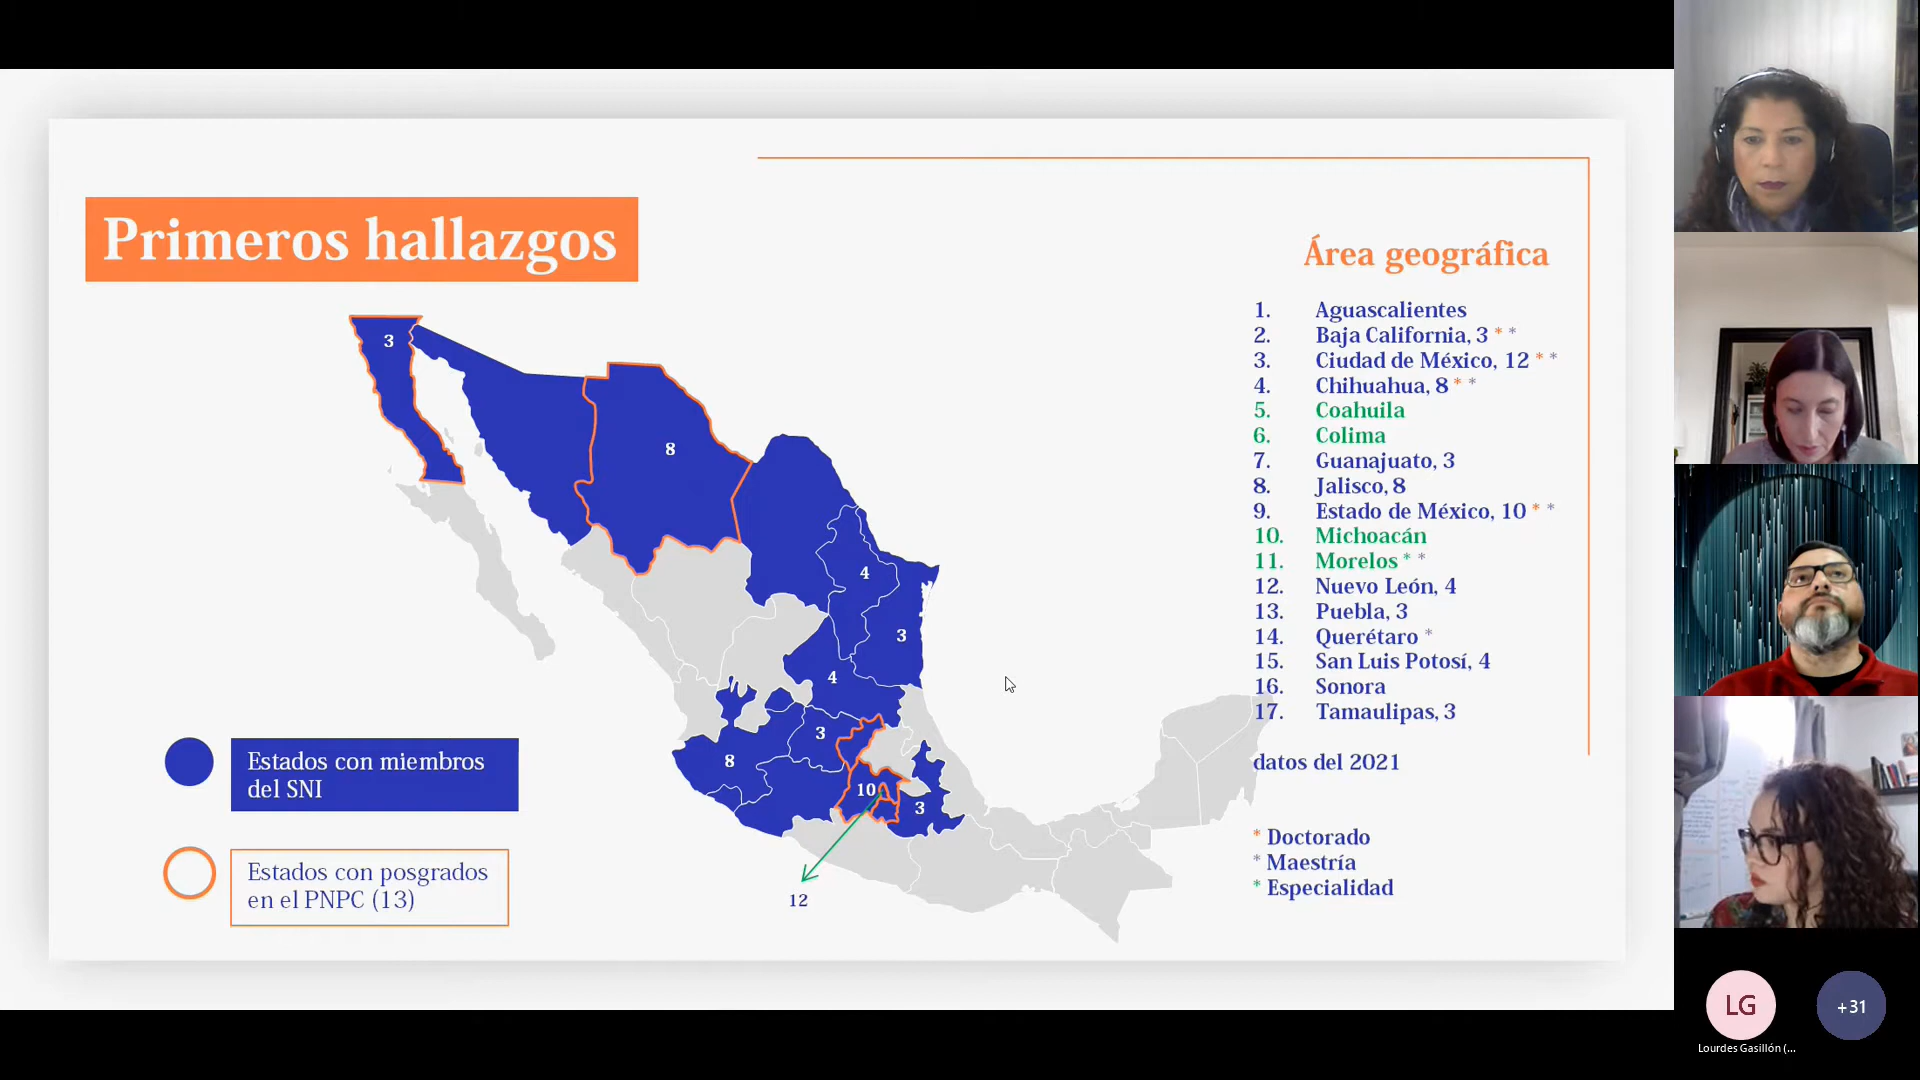 Primeros hallazgos
Área geográfica
1. Aguascalientes
2. Baja California, 3 * *
3. Ciudad de México, 12 * *
4. Chihuahua, 8 * *
5. Coahuila
6. Colima
7. Guanajuato, 3
8. Jalisco, 8
9. Estado de México, 10 * *
10. Michoacán
11. Morelos * *
12. Nuevo León, 4
13. Puebla, 3
14. Querétaro *
15. San Luis Potosí, 4
16. Sonora
17. Tamaulipas, 3
datos del 2021
* Doctorado
* Maestría
* Especialidad
3
8
4
3
4
3
8
10
3
12
Estados con miembros
del SNI
Estados con posgrados
en el PNPC (13)
LG
+31
Lourdes Gasillón (...